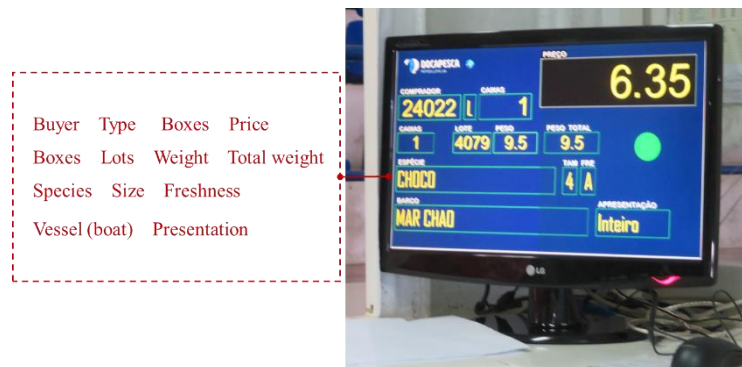 Buyer Type Boxes Price
Boxes Lots Weight Total weight
Species Size Freshness
Vessel (boat) Presentation
DOCAPESCA
PREÇO
6.35
COMPRADOR CAIXAS
24022 L 1
CAIXAS LOTE PESO PESO TOTAL
1 4079 9.5 9.5
ESPÉCIE TAM FRE
CHOCO 4 A
BARCO APRESENTAÇÃO
MAR CHAO Inteiro
LG